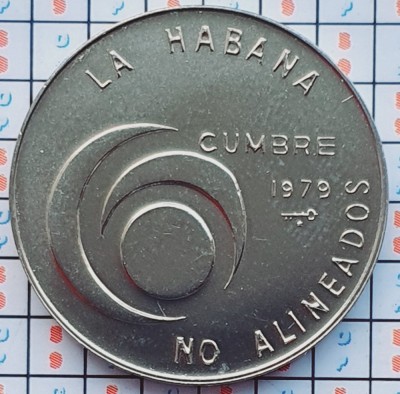 LA HABANA
CUMBRE
1979
NO ALINEADOS